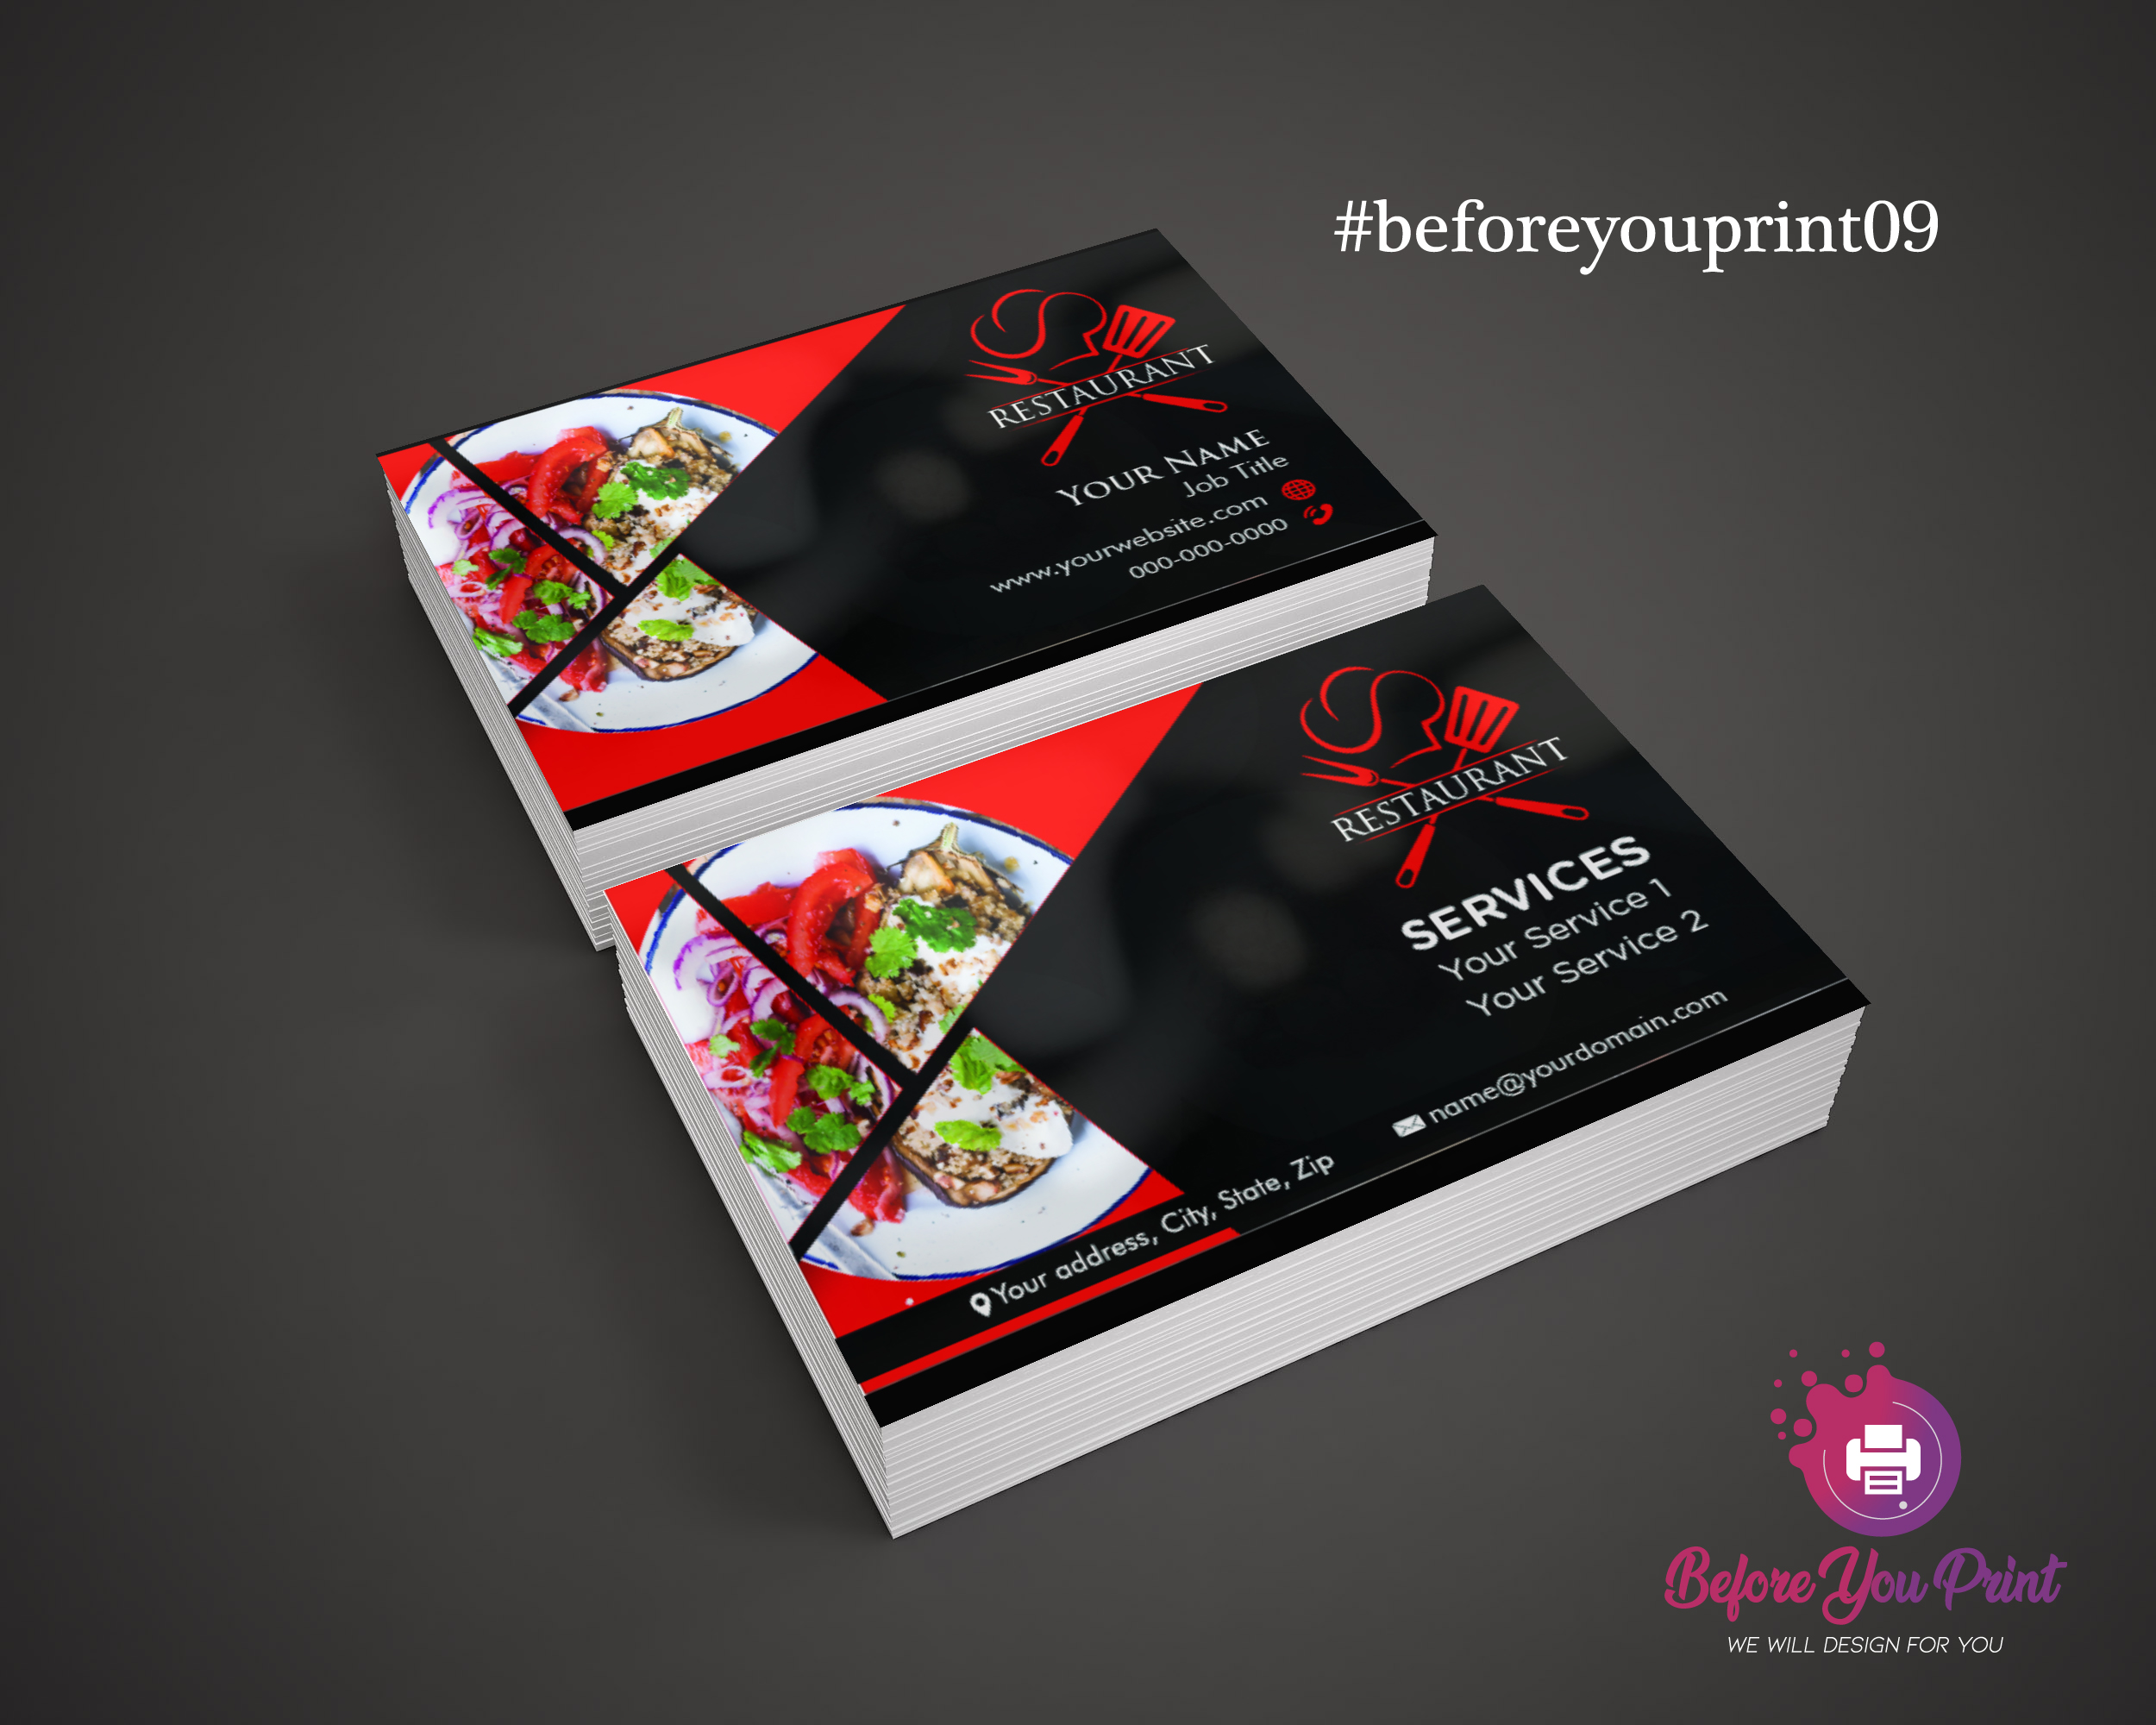 #beforeyouprint09
RESTAURANT
YOUR NAME
Job Title
www.yourwebsite.com
000-000-0000
RESTAURANT
SERVICES
Your Service 1
Your Service 2
name@yourdomain.com
Your address, City, State, Zip
Before You Print
WE WILL DESIGN FOR YOU